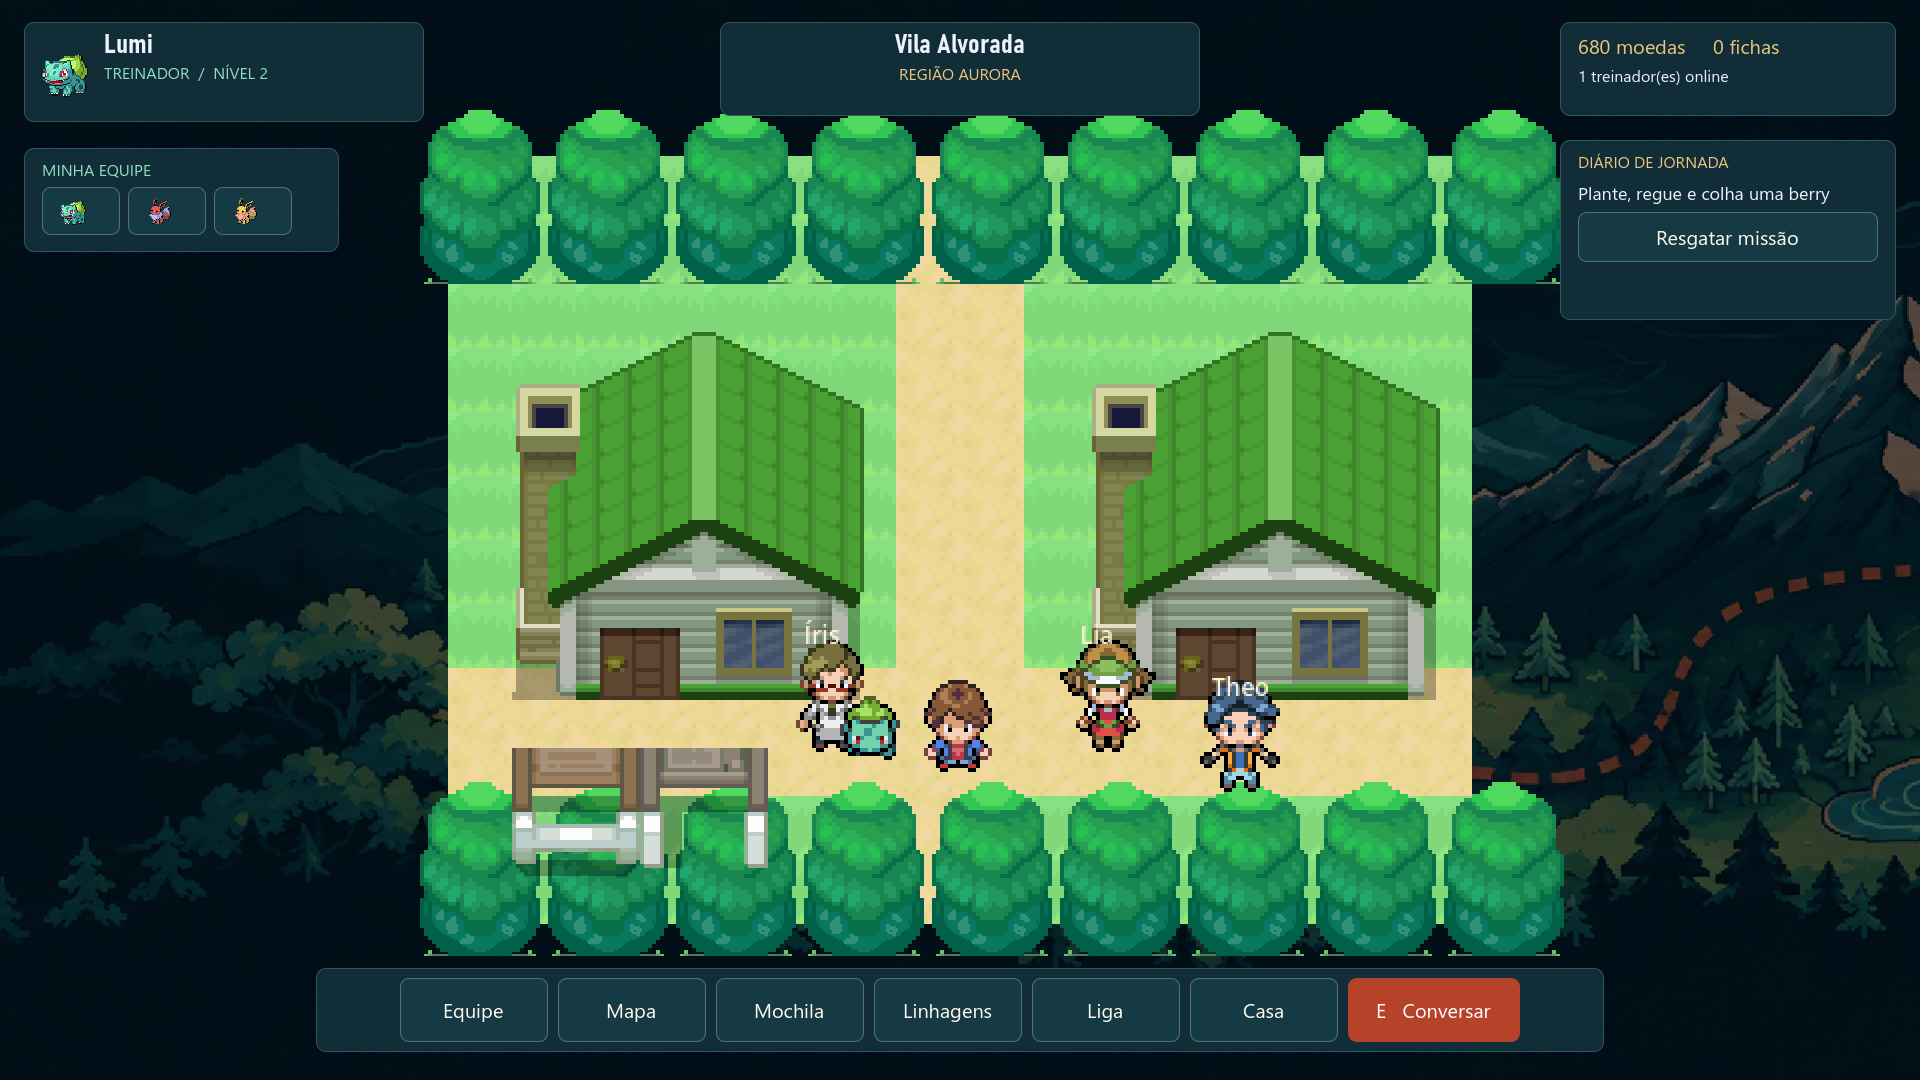 Lumi
TREINADOR / NÍVEL 2
Vila Alvorada
REGIÃO AURORA
680 moedas 0 fichas
1 treinador(es) online
MINHA EQUIPE
DIÁRIO DE JORNADA
Plante, regue e colha uma berry
Resgatar missão
Íris
Lia
Theo
Equipe
Mapa
Mochila
Linhagens
Liga
Casa
E Conversar